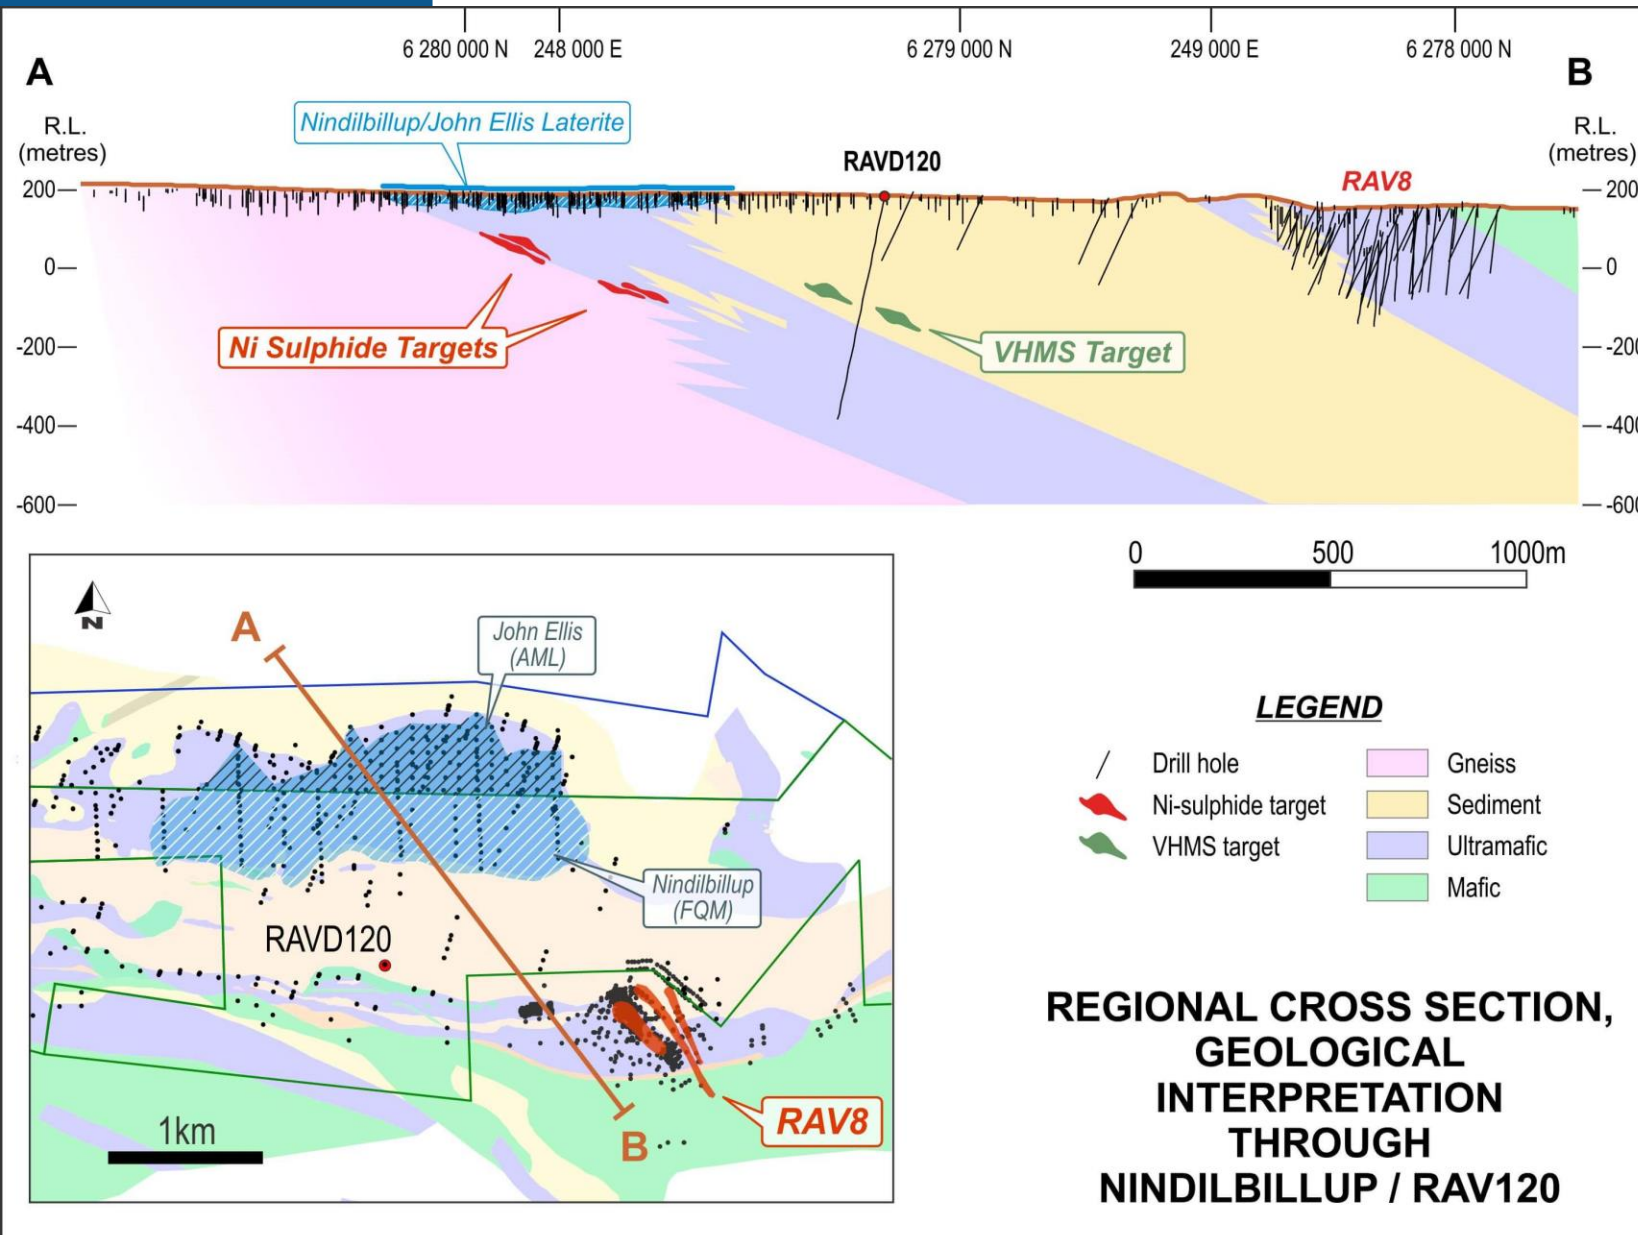 6 280 000 N
248 000 E
6 279 000 N
249 000 E
6 278 000 N
A
B
R.L.
(metres)
R.L.
(metres)
Nindilbillup/John Ellis Laterite
RAVD120
RAV8
200
0
-200
-400
-600
200
0
-200
-400
-600
Ni Sulphide Targets
VHMS Target
0
500
1000m
N
A
John Ellis
(AML)
Nindilbillup
(FQM)
RAVD120
1km
B
RAV8
LEGEND
Drill hole
Ni-sulphide target
VHMS target
Gneiss
Sediment
Ultramafic
Mafic
REGIONAL CROSS SECTION,
GEOLOGICAL
INTERPRETATION
THROUGH
NINDILBILLUP / RAV120